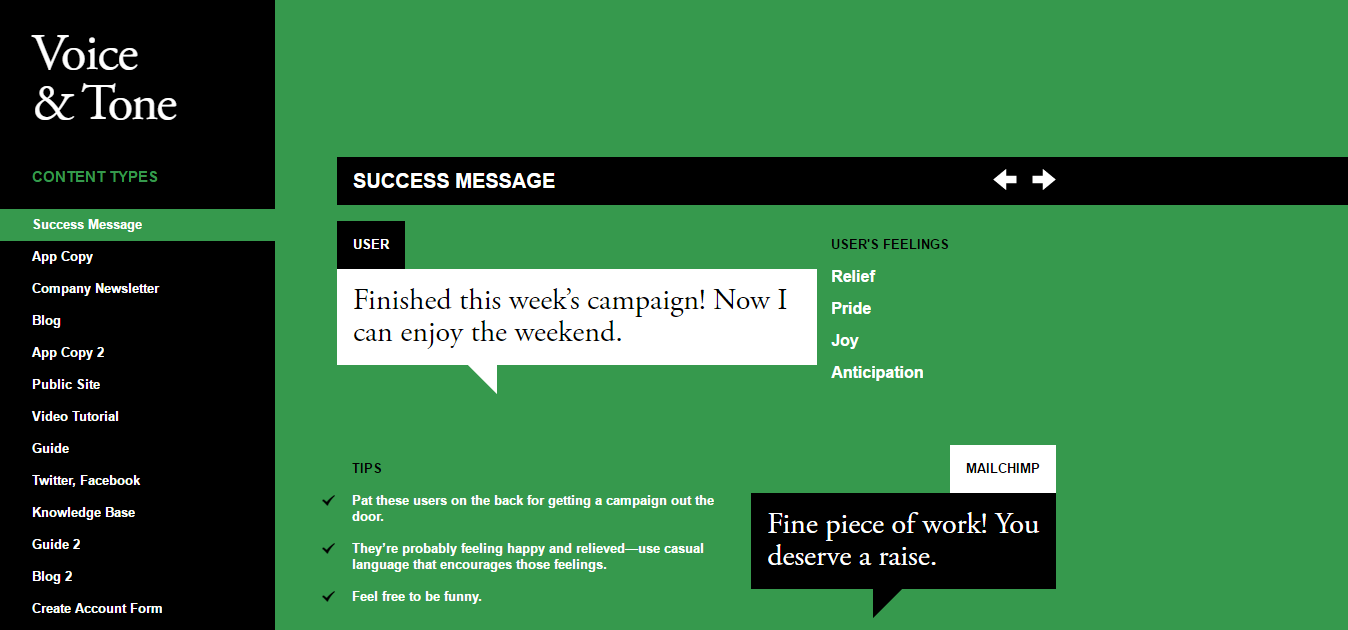 Voice
& Tone
CONTENT TYPES
Success Message
App Copy
Company Newsletter
Blog
App Copy 2
Public Site
Video Tutorial
Guide
Twitter, Facebook
Knowledge Base
Guide 2
Blog 2
Create Account Form
SUCCESS MESSAGE
USER
Finished this week’s campaign! Now I
can enjoy the weekend.
USER'S FEELINGS
Relief
Pride
Joy
Anticipation
TIPS
Pat these users on the back for getting a campaign out the
door.
They're probably feeling happy and relieved—use casual
language that encourages those feelings.
Feel free to be funny.
MAILCHIMP
Fine piece of work! You
deserve a raise.